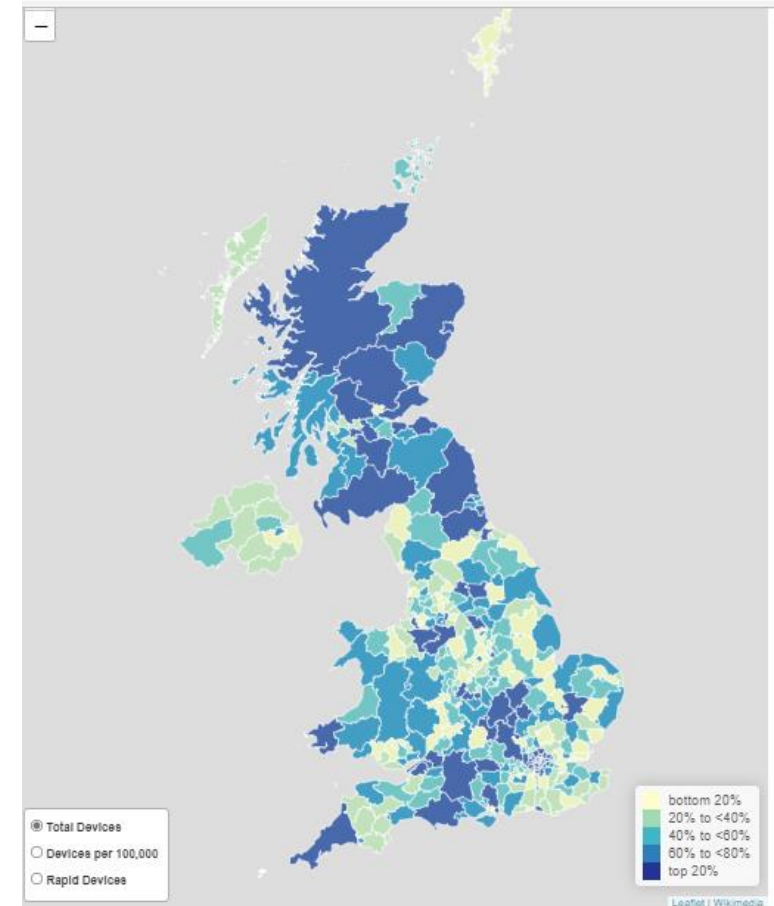 −
Total Devices
Devices per 100,000
Rapid Devices
bottom 20%
20% to <40%
40% to <60%
60% to <80%
top 20%
Leaflet | Wikimedia